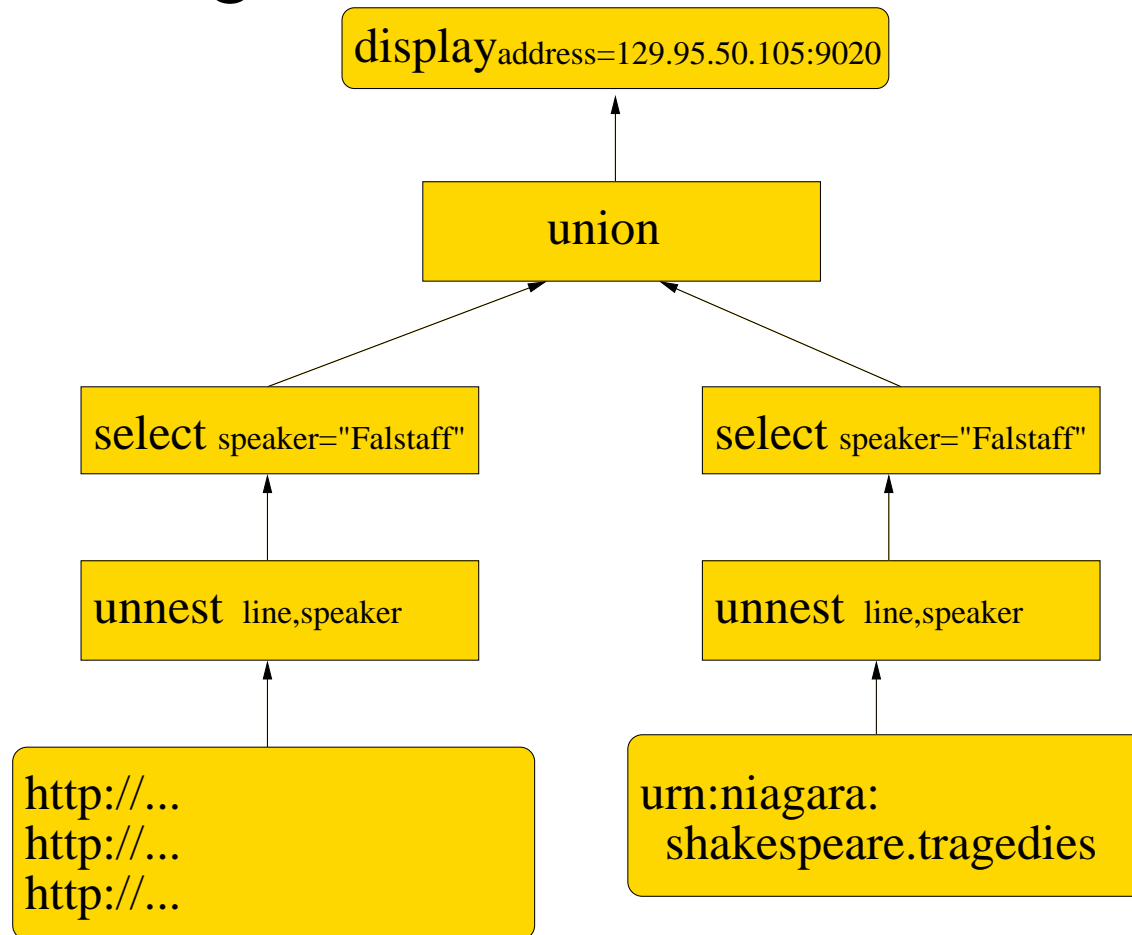 display address=129.95.50.105:9020
union
select speaker="Falstaff"
select speaker="Falstaff"
unnest line,speaker
unnest line,speaker
http://...
http://...
http://...
urn:niagara:
shakespeare.tragedies